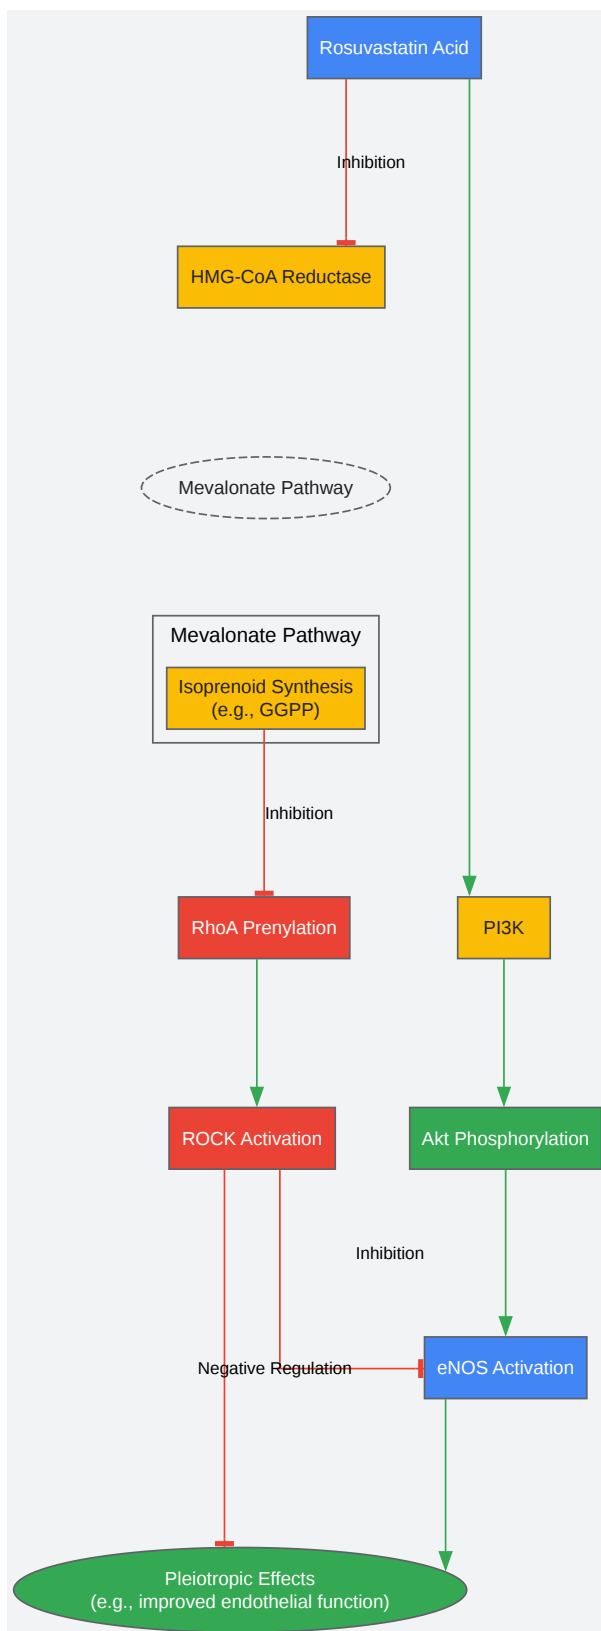 Rosuvastatin Acid
Inhibition
HMG-CoA Reductase
Mevalonate Pathway
Mevalonate Pathway
Isoprenoid Synthesis
(e.g., GGPP)
Inhibition
RhoA Prenylation
PI3K
ROCK Activation
Akt Phosphorylation
Inhibition
Negative Regulation
eNOS Activation
Pleiotropic Effects
(e.g., improved endothelial function)